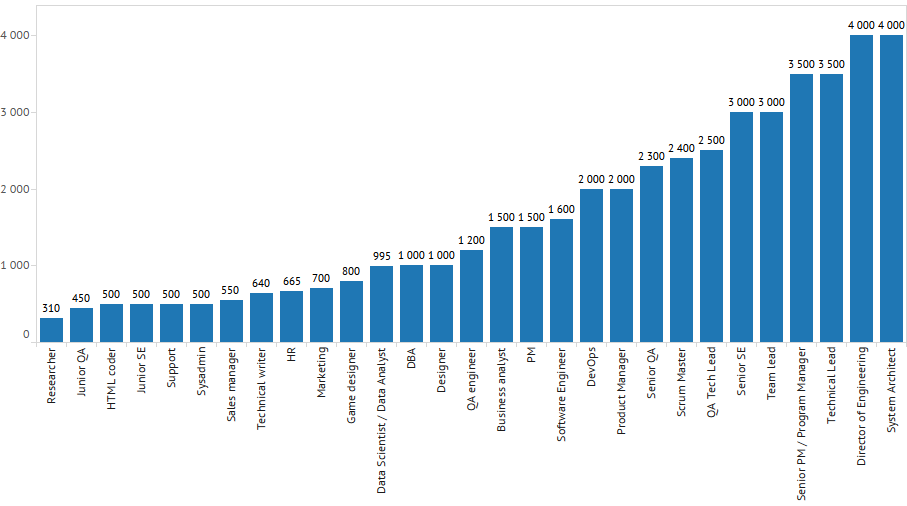 4 000
3 000
2 000
1 000
0
310
450
500
500
500
500
550
640
665
700
800
995
1 000
1 000
1 200
1 500
1 500
1 600
2 000
2 000
2 300
2 400
2 500
3 000
3 000
3 500
3 500
4 000
4 000
Researcher
Junior QA
HTML coder
Junior SE
Support
Sysadmin
Sales manager
Technical writer
HR
Marketing
Game designer
Data Scientist / Data Analyst
DBA
Designer
QA engineer
Business analyst
PM
Software Engineer
DevOps
Product Manager
Senior QA
Scrum Master
QA Tech Lead
Senior SE
Team lead
Senior PM / Program Manager
Technical Lead
Director of Engineering
System Architect